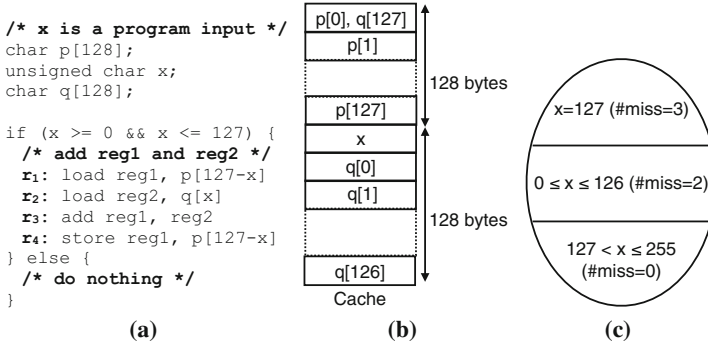 /* x is a program input */
char p[128];
unsigned char x;
char q[128];
if (x >= 0 && x <= 127) {
/* add reg1 and reg2 */
r₁: load reg1, p[127-x]
r₂: load reg2, q[x]
r₃: add reg1, reg2
r₄: store reg1, p[127-x]
} else {
/* do nothing */
}
(a)
p[0], q[127]
p[1]
p[127]
x
q[0]
q[1]
q[126]
128 bytes
128 bytes
Cache
(b)
x=127 (#miss=3)
0 ≤ x ≤ 126 (#miss=2)
127 < x ≤ 255
(#miss=0)
(c)